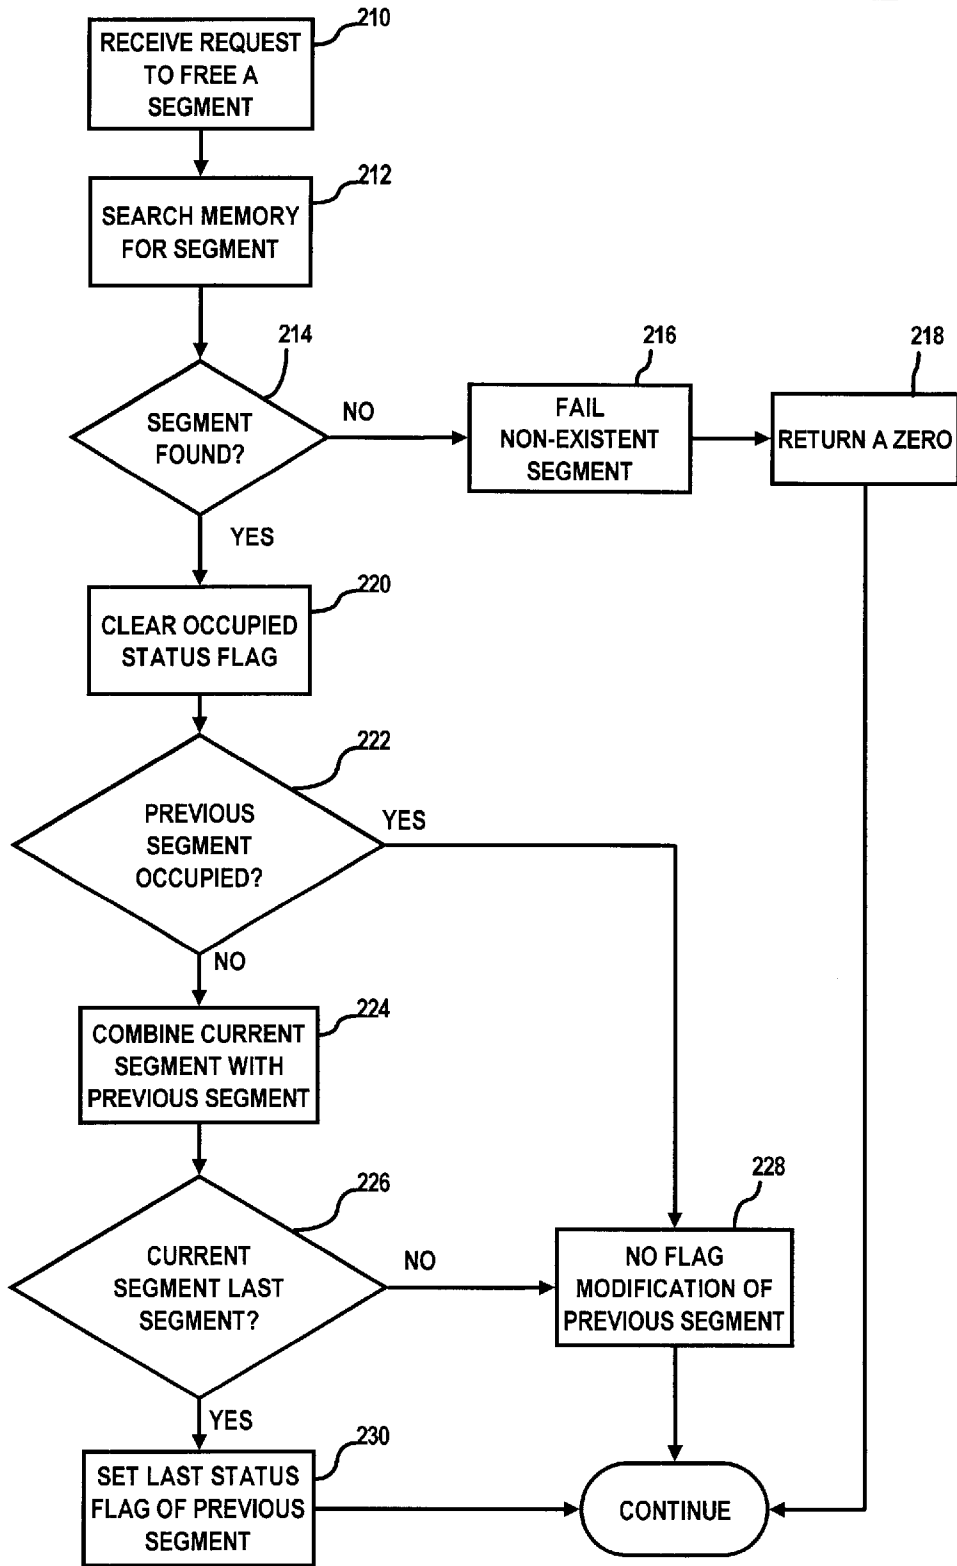 210
RECEIVE REQUEST
TO FREE A
SEGMENT
212
SEARCH MEMORY
FOR SEGMENT
214
SEGMENT
FOUND?
NO
216
FAIL
NON-EXISTENT
SEGMENT
218
RETURN A ZERO
YES
220
CLEAR OCCUPIED
STATUS FLAG
222
PREVIOUS
SEGMENT
OCCUPIED?
YES
NO
224
COMBINE CURRENT
SEGMENT WITH
PREVIOUS SEGMENT
226
CURRENT
SEGMENT LAST
SEGMENT?
NO
228
NO FLAG
MODIFICATION OF
PREVIOUS SEGMENT
YES
230
SET LAST STATUS
FLAG OF PREVIOUS
SEGMENT
CONTINUE